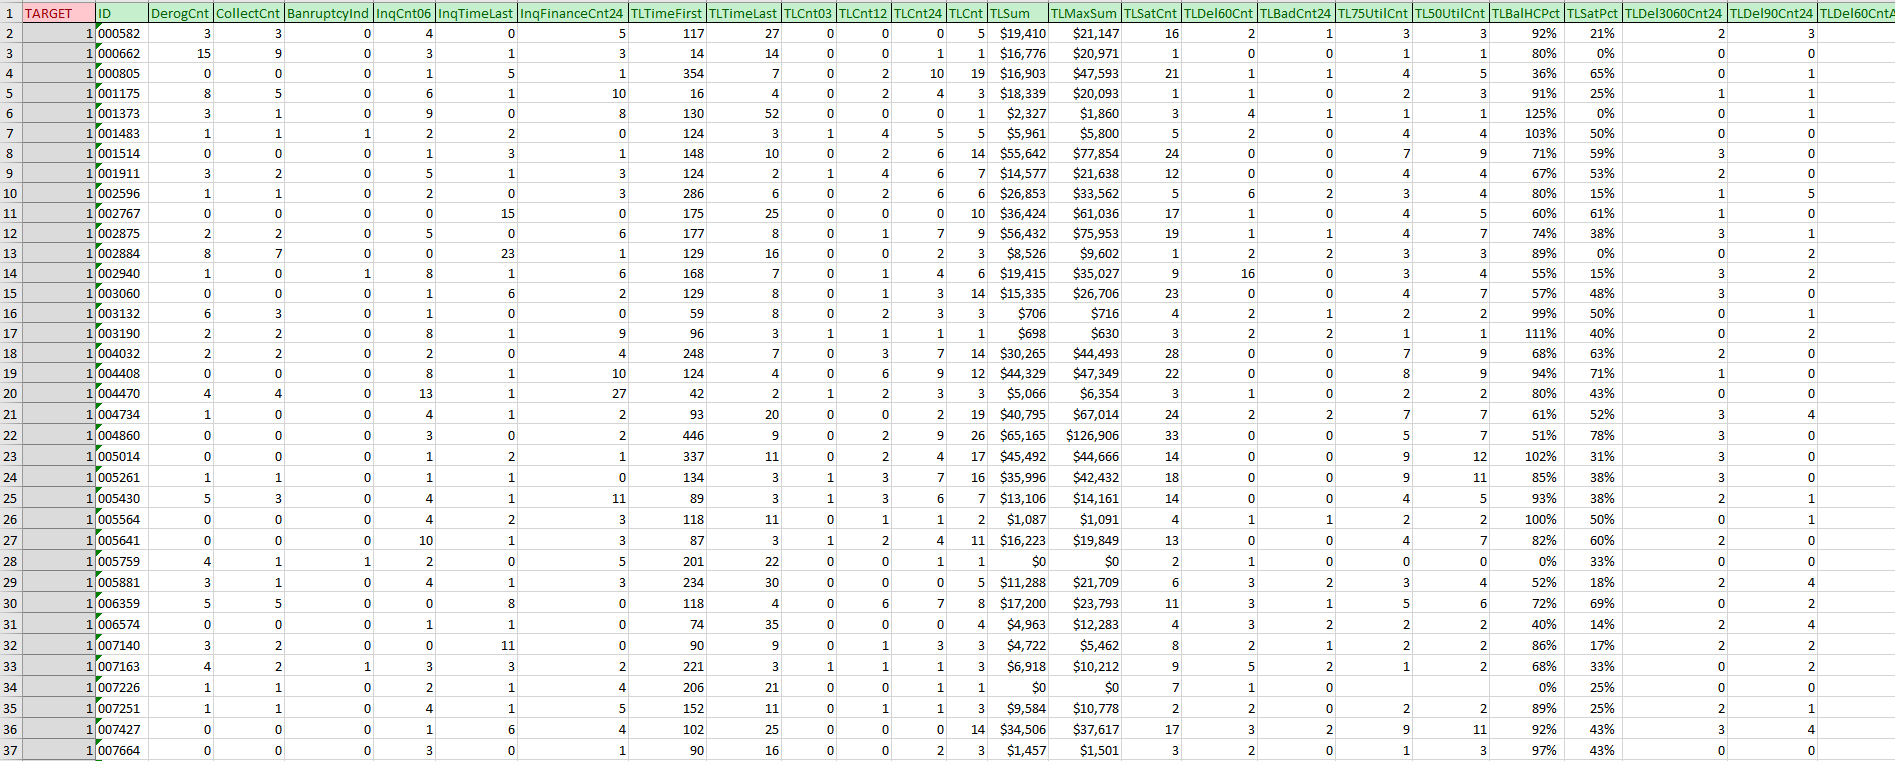 1 TARGET ID DerogCnt CollectCnt BanruptcyInd InqCnt06 InqTimeLast InqFinanceCnt24 TLTimeFirst TLTimeLast TLCnt03 TLCnt12 TLCnt24 TLCnt TLSum TLMaxSum TLSatCnt TLDel60Cnt TLBadCnt24 TL75UtilCnt TL50UtilCnt TLBalHCPct TLSatPct TLDel3060Cnt24 TLDel90Cnt24 TLDel60CntA
2 1 000582 3 3 0 4 0 5 117 27 0 0 0 5 $19,410 $21,147 16 2 1 3 3 92% 21% 2 3
3 1 000662 15 9 0 3 1 3 14 14 0 0 1 1 $16,776 $20,971 1 0 0 1 1 80% 0% 0 0
4 1 000805 0 0 0 1 5 1 354 7 0 2 10 19 $16,903 $47,593 21 1 1 4 5 36% 65% 0 1
5 1 001175 8 5 0 6 1 10 16 4 0 2 4 3 $18,339 $20,093 1 1 0 2 3 91% 25% 1 1
6 1 001373 3 1 0 9 0 8 130 52 0 0 0 1 $2,327 $1,860 3 4 1 1 1 125% 0% 0 1
7 1 001483 1 1 1 2 2 0 124 3 1 4 5 5 $5,961 $5,800 5 2 0 4 4 103% 50% 0 0
8 1 001514 0 0 0 1 3 1 148 10 0 2 6 14 $55,642 $77,854 24 0 0 7 9 71% 59% 3 0
9 1 001911 3 2 0 5 1 3 124 2 1 4 6 7 $14,577 $21,638 12 0 0 4 4 67% 53% 2 0
10 1 002596 1 1 0 2 0 3 286 6 0 2 6 6 $26,853 $33,562 5 6 2 3 4 80% 15% 1 5
11 1 002767 0 0 0 0 15 0 175 25 0 0 0 10 $36,424 $61,036 17 1 0 4 5 60% 61% 1 0
12 1 002875 2 2 0 5 0 6 177 8 0 1 7 9 $56,432 $75,953 19 1 1 4 7 74% 38% 3 1
13 1 002884 8 7 0 0 23 1 129 16 0 0 2 3 $8,526 $9,602 1 2 2 3 3 89% 0% 0 2
14 1 002940 1 0 1 8 1 6 168 7 0 1 4 6 $19,415 $35,027 9 16 0 3 4 55% 15% 3 2
15 1 003060 0 0 0 1 6 2 129 8 0 1 3 14 $15,335 $26,706 23 0 0 4 7 57% 48% 3 0
16 1 003132 6 3 0 1 0 0 59 8 0 2 3 3 $706 $716 4 2 1 2 2 99% 50% 0 1
17 1 003190 2 2 0 8 1 9 96 3 1 1 1 1 $698 $630 3 2 2 1 1 111% 40% 0 2
18 1 004032 2 2 0 2 0 4 248 7 0 3 7 14 $30,265 $44,493 28 0 0 7 9 68% 63% 2 0
19 1 004408 0 0 0 8 1 10 124 4 0 6 9 12 $44,329 $47,349 22 0 0 8 9 94% 71% 1 0
20 1 004470 4 4 0 13 1 27 42 2 1 2 3 3 $5,066 $6,354 3 1 0 2 2 80% 43% 0 0
21 1 004734 1 0 0 4 1 2 93 20 0 0 2 19 $40,795 $67,014 24 2 2 7 7 61% 52% 3 4
22 1 004860 0 0 0 3 0 2 446 9 0 2 9 26 $65,165 $126,906 33 0 0 5 7 51% 78% 3 0
23 1 005014 0 0 0 1 2 1 337 11 0 2 4 17 $45,492 $44,666 14 0 0 9 12 102% 31% 3 0
24 1 005261 1 1 0 1 1 0 134 3 1 3 7 16 $35,996 $42,432 18 0 0 9 11 85% 38% 3 0
25 1 005430 5 3 0 4 1 11 89 3 1 3 6 7 $13,106 $14,161 14 0 0 4 5 93% 38% 2 1
26 1 005564 0 0 0 4 2 3 118 11 0 1 1 2 $1,087 $1,091 4 1 1 2 2 100% 50% 0 1
27 1 005641 0 0 0 10 1 3 87 3 1 2 4 11 $16,223 $19,849 13 0 0 4 7 82% 60% 2 0
28 1 005759 4 1 1 2 0 5 201 22 0 0 1 1 $0 $0 2 1 0 0 0 0% 33% 0 0
29 1 005881 3 1 0 4 1 3 234 30 0 0 0 5 $11,288 $21,709 6 3 2 3 4 52% 18% 2 4
30 1 006359 5 5 0 0 8 0 118 4 0 6 7 8 $17,200 $23,793 11 3 1 5 6 72% 69% 0 2
31 1 006574 0 0 0 1 1 0 74 35 0 0 0 4 $4,963 $12,283 4 3 2 2 2 40% 14% 2 4
32 1 007140 3 2 0 0 11 0 90 9 0 1 3 3 $4,722 $5,462 8 2 1 2 2 86% 17% 2 2
33 1 007163 4 2 1 3 3 2 221 3 1 1 1 3 $6,918 $10,212 9 5 2 1 2 68% 33% 0 2
34 1 007226 1 1 0 2 1 4 206 21 0 0 1 1 $0 $0 7 1 0 0% 25% 0 0
35 1 007251 1 1 0 4 1 5 152 11 0 1 1 3 $9,584 $10,778 2 2 0 2 2 89% 25% 2 1
36 1 007427 0 0 0 1 6 4 102 25 0 0 0 14 $34,506 $37,617 17 3 2 9 11 92% 43% 3 4
37 1 007664 0 0 0 3 0 1 90 16 0 0 2 3 $1,457 $1,501 3 2 0 1 3 97% 43% 0 0